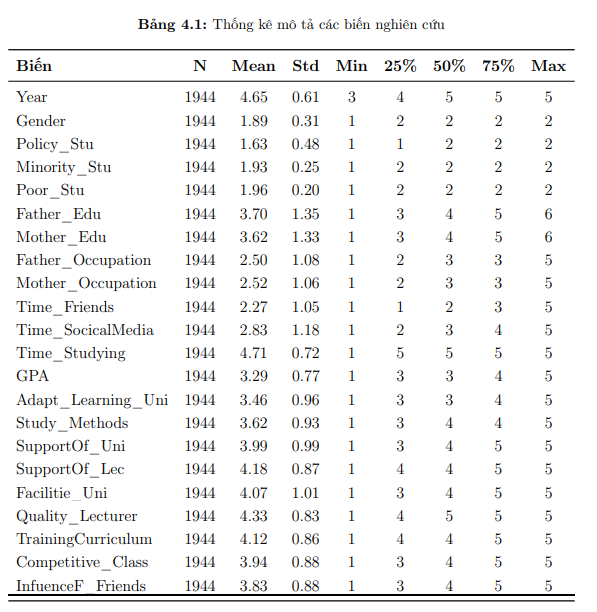 Bảng 4.1: Thống kê mô tả các biến nghiên cứu
Biến N Mean Std Min 25% 50% 75% Max
Year 1944 4.65 0.61 3 4 5 5 5
Gender 1944 1.89 0.31 1 2 2 2 2
Policy_Stu 1944 1.63 0.48 1 1 2 2 2
Minority_Stu 1944 1.93 0.25 1 2 2 2 2
Poor_Stu 1944 1.96 0.20 1 2 2 2 2
Father_Edu 1944 3.70 1.35 1 3 4 5 6
Mother_Edu 1944 3.62 1.33 1 3 4 5 6
Father_Occupation 1944 2.50 1.08 1 2 3 3 5
Mother_Occupation 1944 2.52 1.06 1 2 3 3 5
Time_Friends 1944 2.27 1.05 1 1 2 3 5
Time_SocicalMedia 1944 2.83 1.18 1 2 3 4 5
Time_Studying 1944 4.71 0.72 1 5 5 5 5
GPA 1944 3.29 0.77 1 3 3 4 5
Adapt_Learning_Uni 1944 3.46 0.96 1 3 3 4 5
Study_Methods 1944 3.62 0.93 1 3 4 4 5
SupportOf_Uni 1944 3.99 0.99 1 3 4 5 5
SupportOf_Lec 1944 4.18 0.87 1 4 4 5 5
Facilitie_Uni 1944 4.07 1.01 1 3 4 5 5
Quality_Lecturer 1944 4.33 0.83 1 4 5 5 5
TrainingCurriculum 1944 4.12 0.86 1 4 4 5 5
Competitive_Class 1944 3.94 0.88 1 3 4 5 5
InfuenceF_Friends 1944 3.83 0.88 1 3 4 5 5